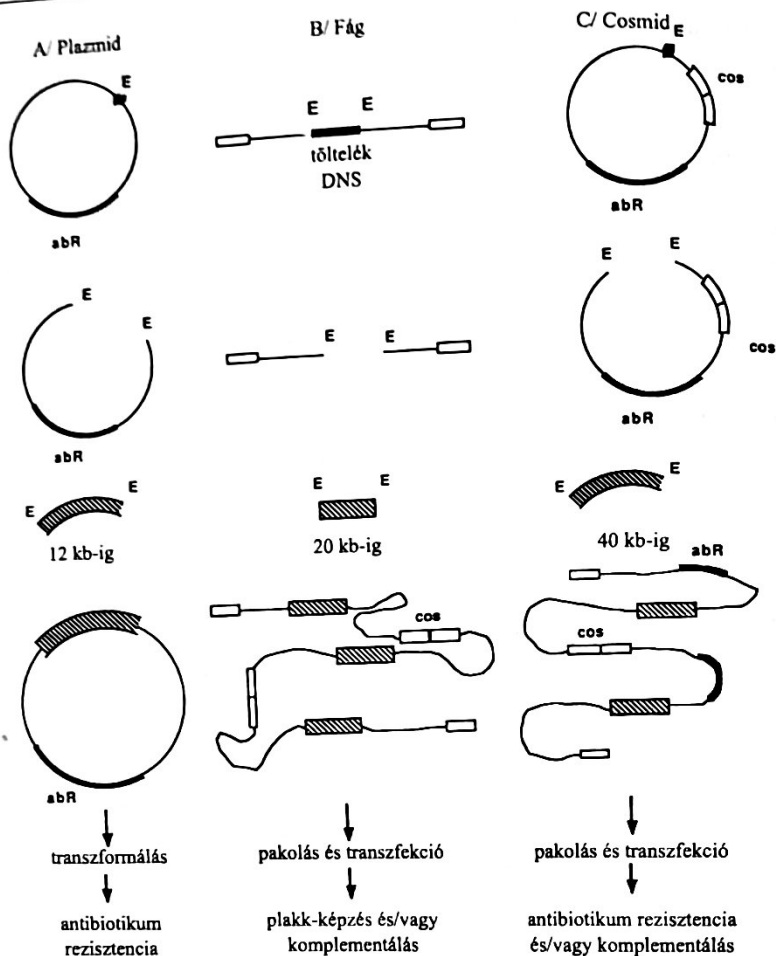 A/ Plazmid
B/ Fág
C/ Cosmid
E
E
E
E
cos
töltelék
DNS
abR
abR
E
E
E
E
E
E
cos
abR
abR
E
E
12 kb-ig
E
E
20 kb-ig
E
E
40 kb-ig
abR
cos
cos
abR
transzformálás
antibiotikum
rezisztencia
pakolás és transzfekció
plakk-képzés és/vagy
komplementálás
pakolás és transzfekció
antibiotikum rezisztencia
és/vagy komplementálás